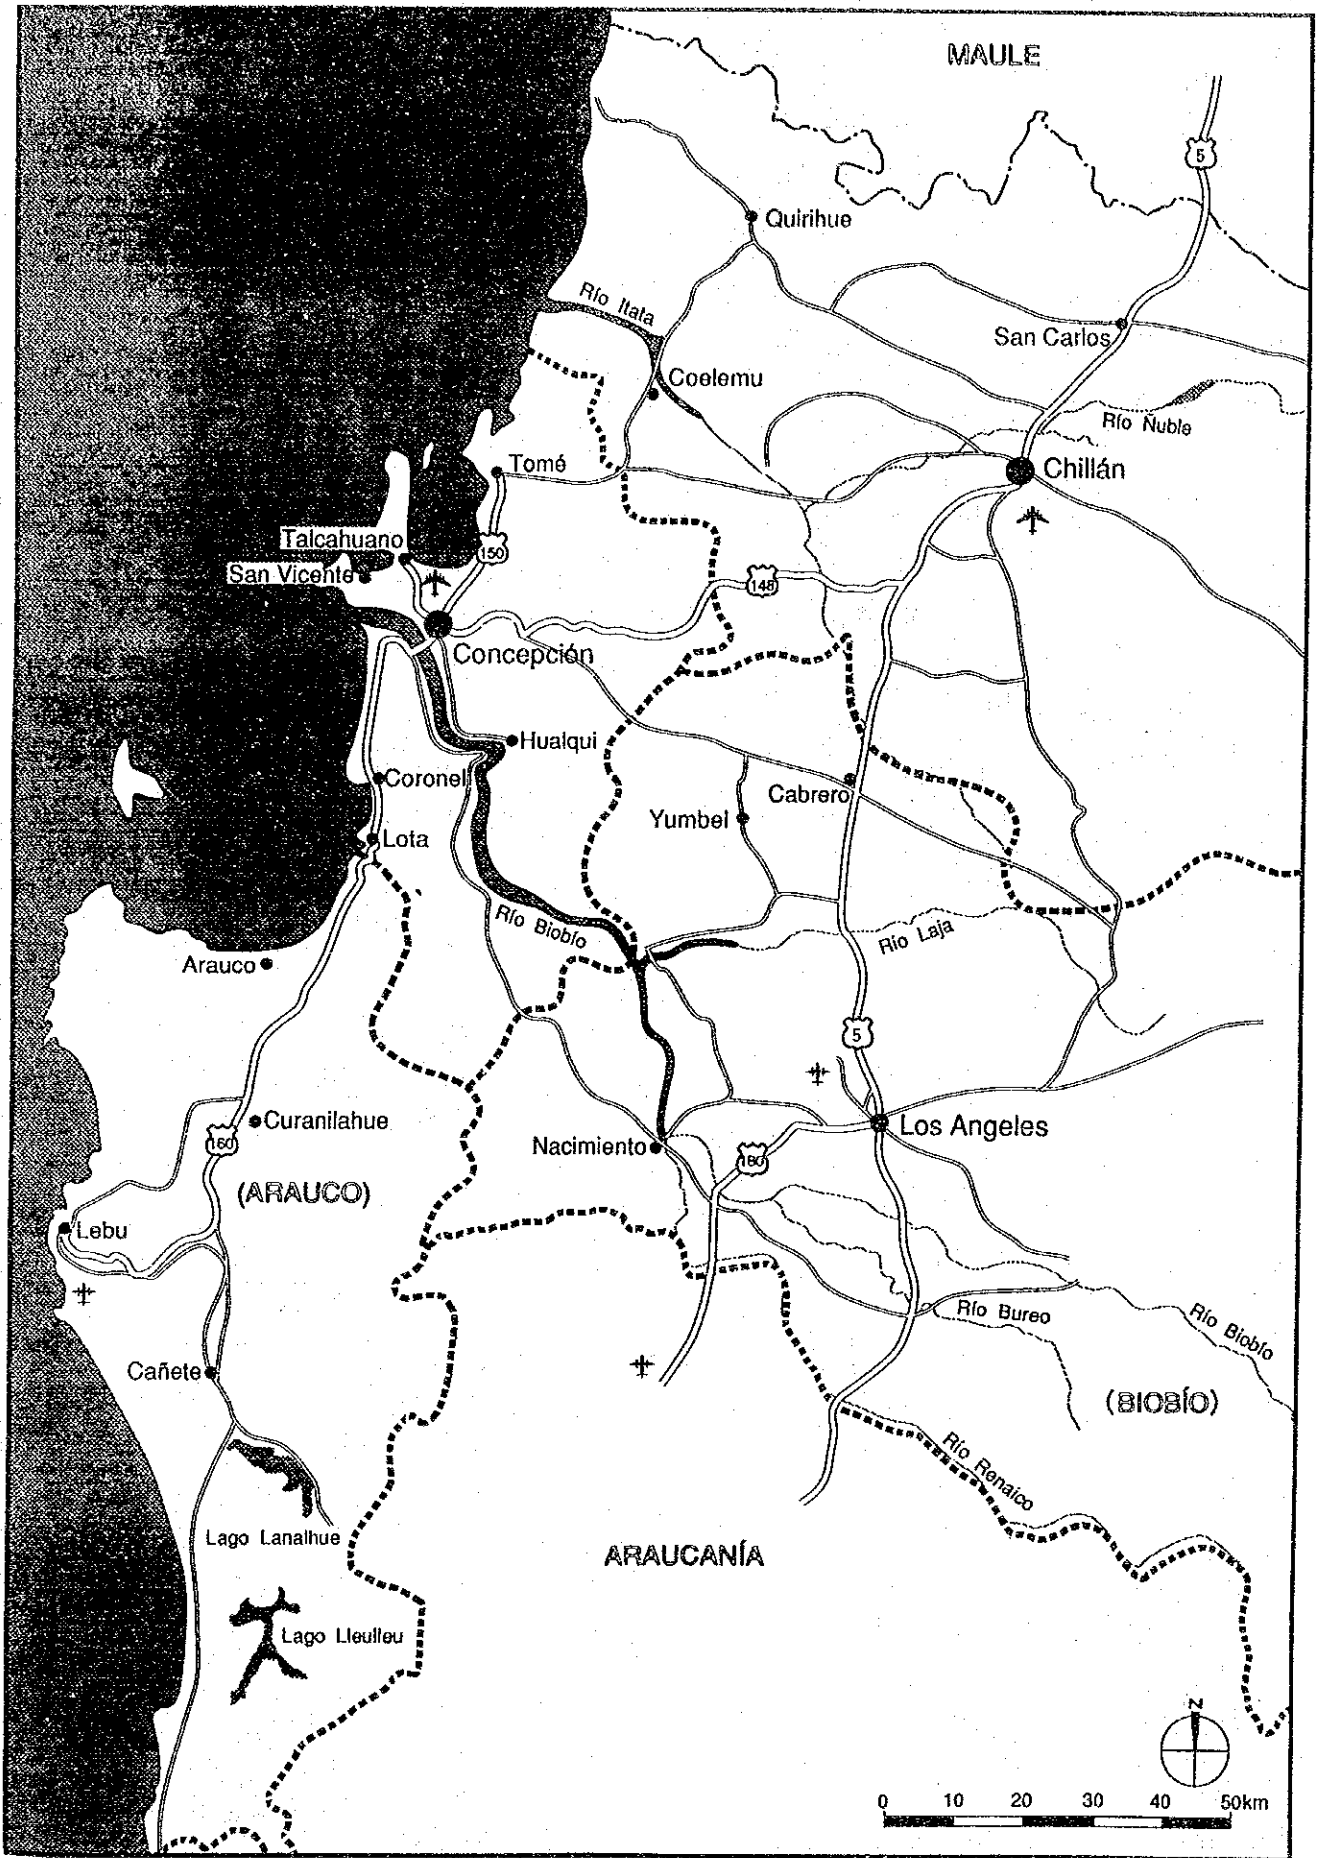 MAULE
5
Quirihue
Río Itata
San Carlos
Coelemu
Río Ñuble
Tomé
Chillán
Talcahuano
150
San Vicente
148
Concepción
Hualqui
Coronel
Cabrero
Yumbel
Lota
Río Biobío
Río Laja
Arauco
5
Curanilahue
Los Angeles
160
Nacimiento
180
(ARAUCO)
Lebu
Río Bureo
Río Biobío
Cañete
(BIOBÍO)
Río Renaico
Lago Lanalhue
ARAUCANÍA
Lago Lleulleu
N
0 10 20 30 40 50km